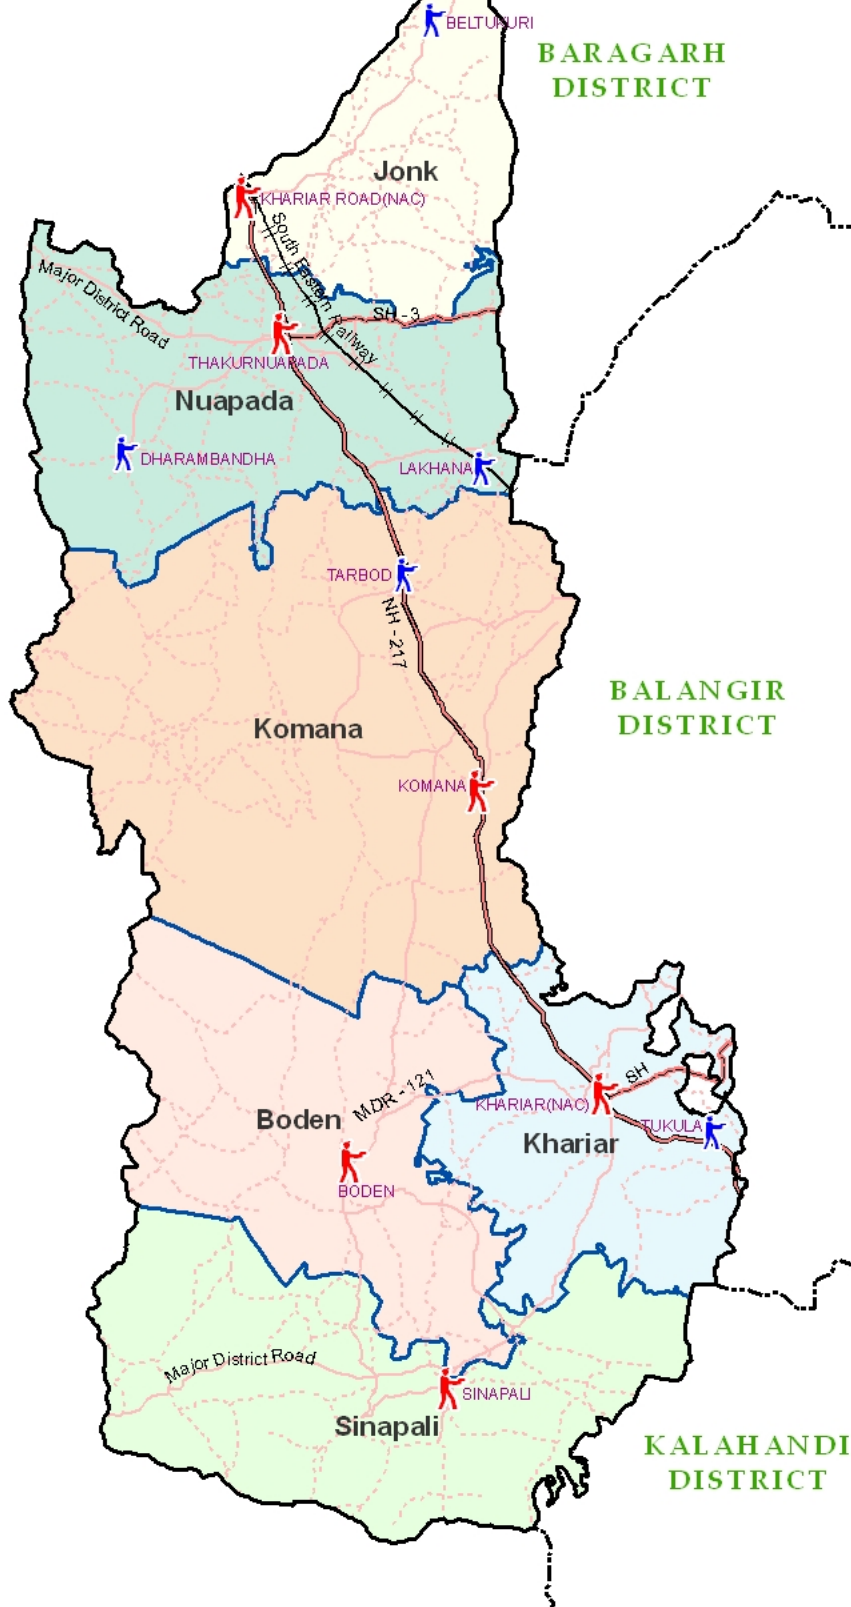 BELTUKURI
BARAGARH
DISTRICT
Jonk
KHARIAR ROAD(NAC)
South Eastern Railway
Major District Road
SH - 3
THAKURNUAPADA
Nuapada
DHARAMBANDHA
LAKHANA
TARBOD
NH - 217
BALANGIR
DISTRICT
Komana
KOMANA
MDR - 121
SH
KHARIAR(NAC)
TUKULA
Boden
Khariar
BODEN
Major District Road
SINAPALI
Sinapali
KALAHANDI
DISTRICT